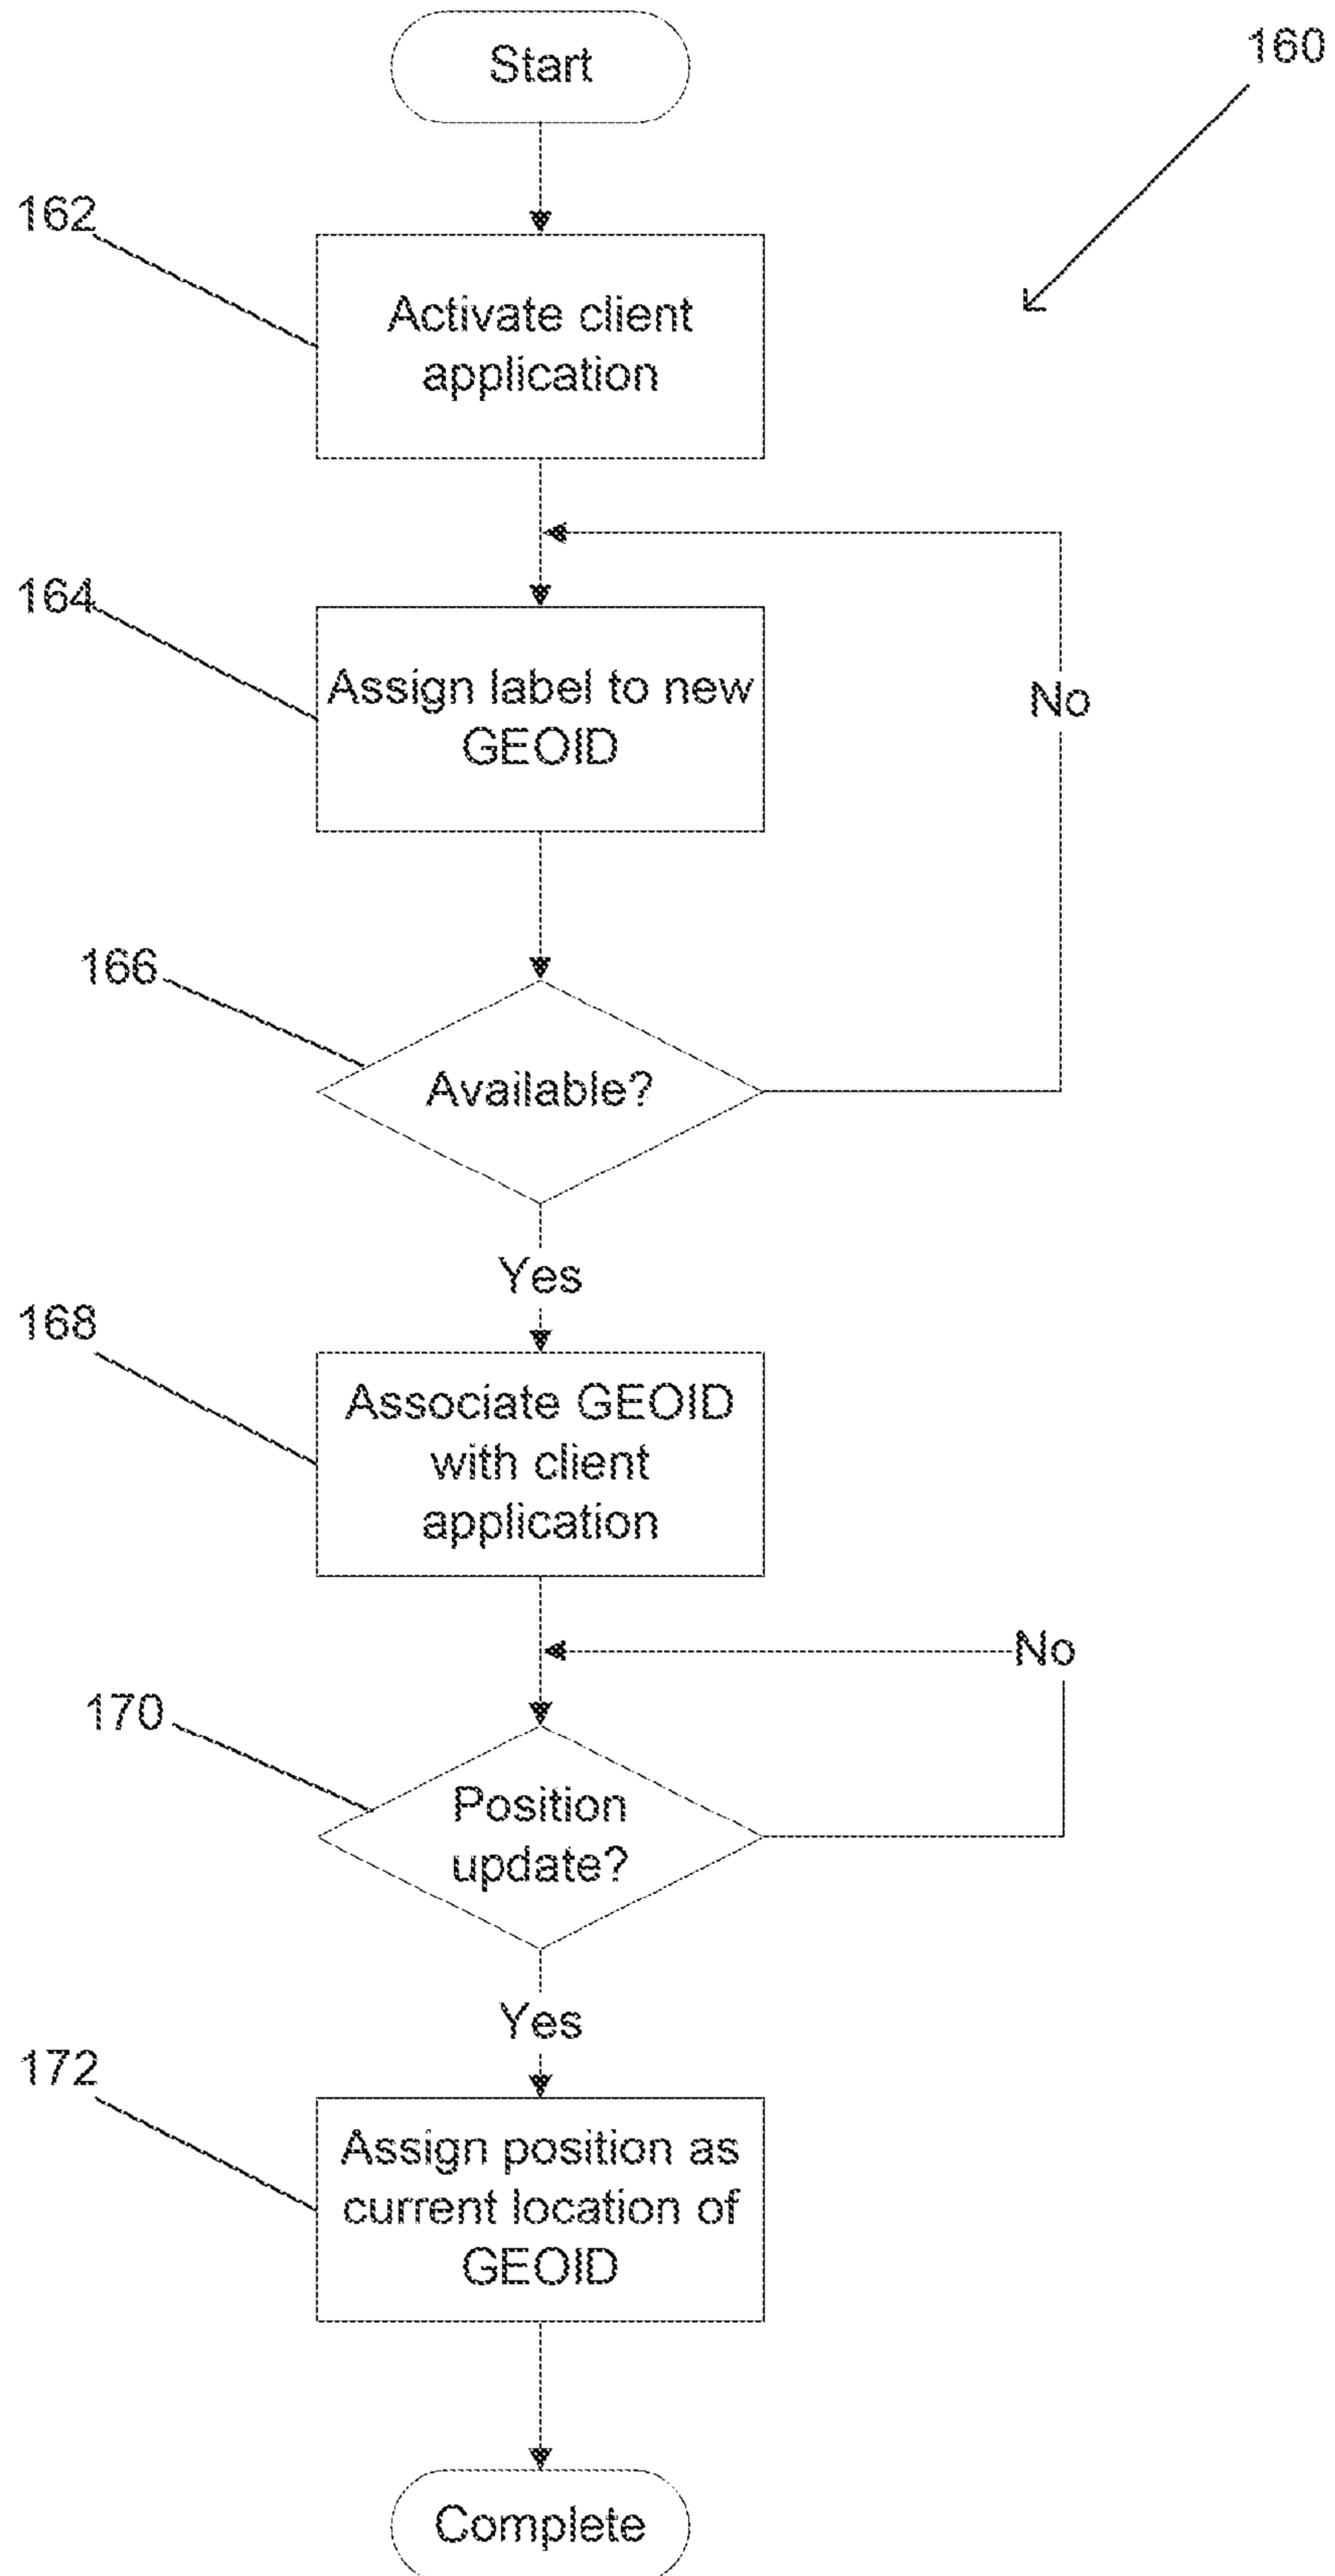 Start
160
162
Activate client
application
164
Assign label to new
GEOID
No
166
Available?
Yes
168
Associate GEOID
with client
application
No
170
Position
update?
Yes
172
Assign position as
current location of
GEOID
Complete